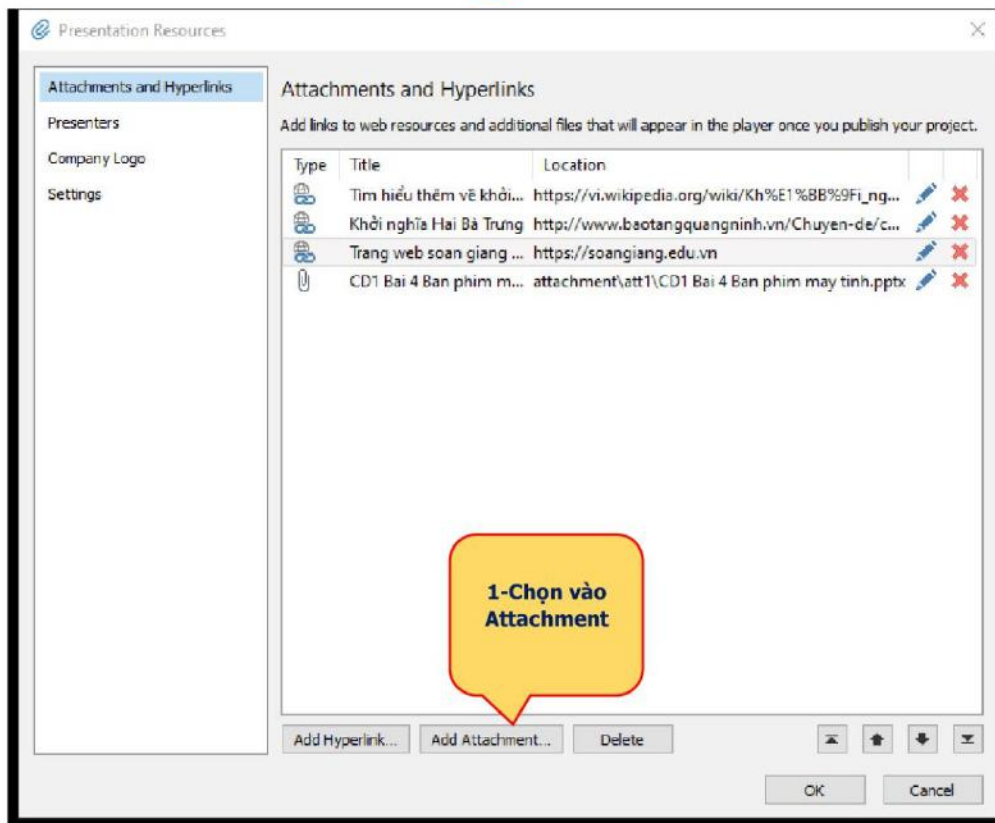 Presentation Resources
Attachments and Hyperlinks
Presenters
Company Logo
Settings
Attachments and Hyperlinks
Add links to web resources and additional files that will appear in the player once you publish your project.
Type Title Location
Tìm hiểu thêm về khởi... https://vi.wikipedia.org/wiki/Kh%E1%BB%9Fi_ng...
Khởi nghĩa Hai Bà Trưng http://www.baotangquangninh.vn/Chuyen-de/c...
Trang web soan giang ... https://soangiang.edu.vn
CD1 Bai 4 Ban phim m... attachment\att1\CD1 Bai 4 Ban phim may tinh.pptx
1-Chọn vào
Attachment
Add Hyperlink... Add Attachment... Delete
OK Cancel